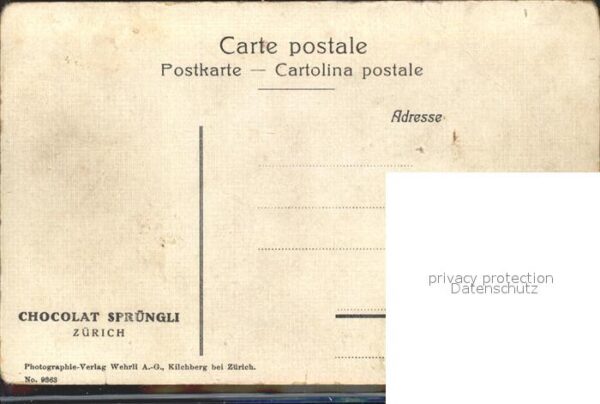 Carte postale
Postkarte — Cartolina postale
Adresse
CHOCOLAT SPRÜNGLI
ZÜRICH
Photographie-Verlag Wehrli A.-G., Kilchberg bei Zürich.
No. 9363
privacy protection
Datenschutz